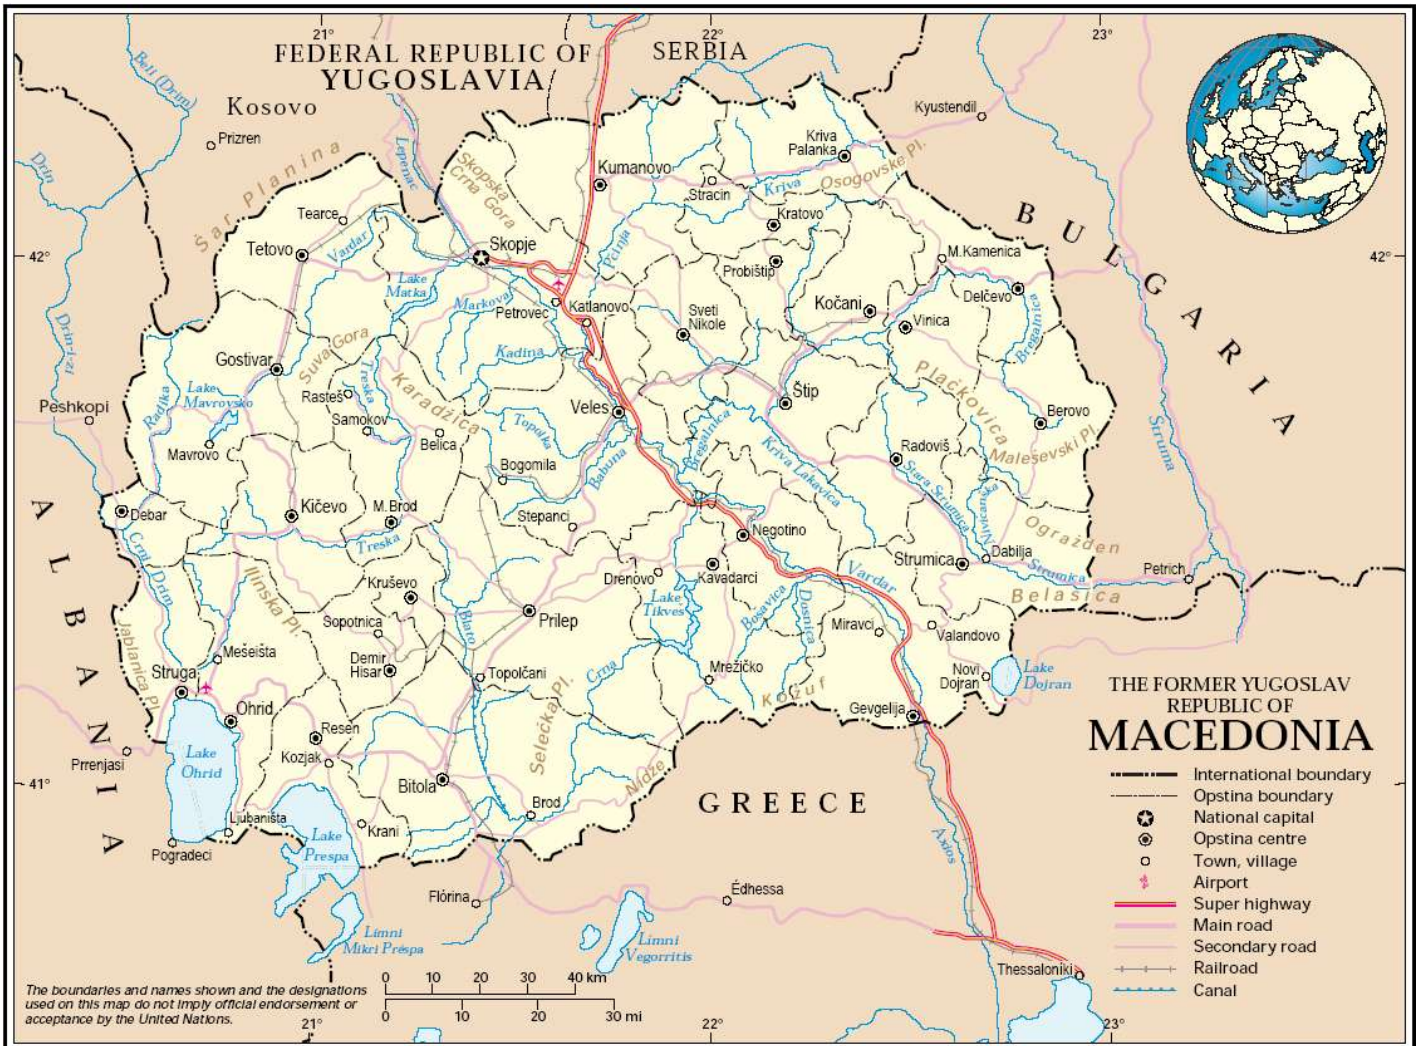 21°
22°
23°
FEDERAL REPUBLIC OF
YUGOSLAVIA
SERBIA
Kosovo
Beli (Drim)
Prizren
Kyustendil
Kriva
Palanka
Lepenac
Skopska
Crna Gora
Kumanovo
Osogovske Pl.
Kriva
Stracin
Drin
Šar Planina
Tearce
Kratovo
BULGARIA
Tetovo
Vardar
Skopje
Pčinja
42°
42°
M.Kamenica
Probištip
Lake
Matka
Markova
Petrovec
Katlanovo
Sveti
Nikole
Kočani
Delčevo
Vinica
Bregalnica
Drin-i-zi
Suva Gora
Kadina
Gostivar
Treska
Karadžica
Plačkovica
Lake
Mavrovsko
Rasteš
Štip
Radika
Peshkopi
Samokov
Veles
Berovo
Topolka
Bregalnica
Maleševski Pl.
Struma
Mavrovo
Belica
Radoviš
Kriva Lakavica
Babuna
Bogomila
Stara Strumica
ALBANIA
Debar
Kičevo
M.Brod
Stepanci
Negotino
Ogražden
Treska
Crni Drim
Strumica
Dabilja
Strumica
Petrich
Drenovo
Kavadarci
Vardar
Ilinska Pl.
Kruševo
Belasica
Lake
Tikveš
Bošavica
Dosnica
Blato
Prilep
Sopotnica
Miravci
Valandovo
Jablanica Pl.
Mešeišta
Demir
Hisar
Struga
Topolčani
Crna
Mrežičko
Novi
Dojran
Lake
Dojran
Kožuf
Gevgelija
Ohrid
Selečka Pl.
Resen
Kozjak
Prrenjasi
Lake
Ohrid
Nidže
41°
41°
Bitola
Brod
GREECE
Ljubaništa
Krani
Lake
Prespa
Pogradeci
Axios
Flórina
Édhessa
Límni
Mikri Préspa
Límni
Vegorritis
Thessaloniki
THE FORMER YUGOSLAV
REPUBLIC OF
MACEDONIA
International boundary
Opstina boundary
National capital
Opstina centre
Town, village
Airport
Super highway
Main road
Secondary road
Railroad
Canal
The boundaries and names shown and the designations
used on this map do not imply official endorsement or
acceptance by the United Nations.
0 10 20 30 40 km
0 10 20 30 mi
21°
22°
23°